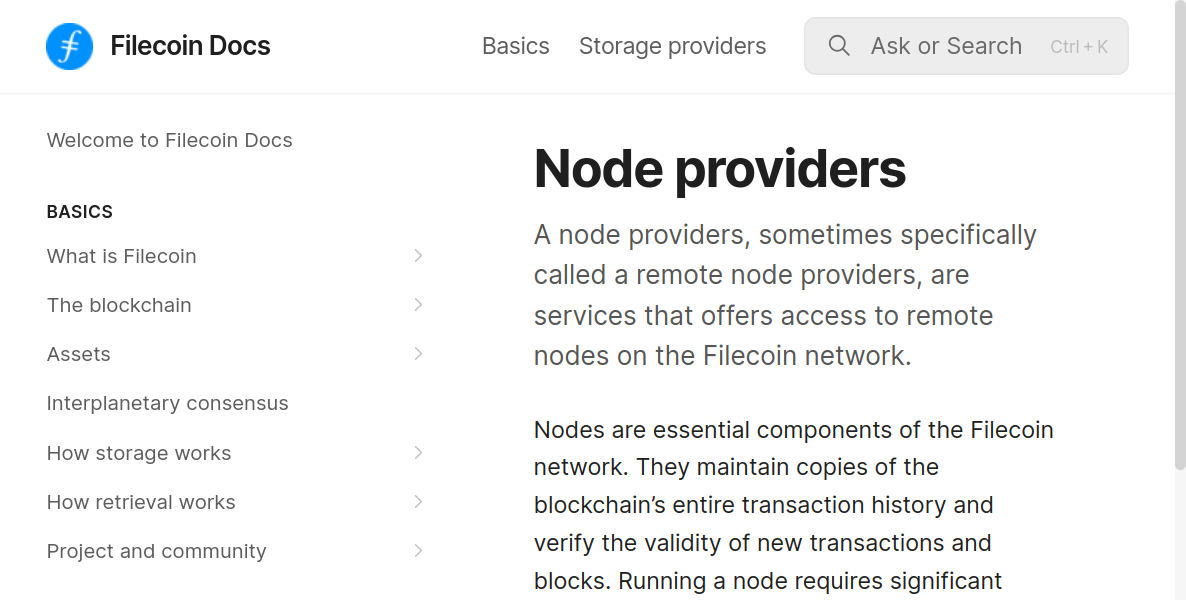 Filecoin Docs
Basics
Storage providers
Ask or Search
Ctrl + K
Welcome to Filecoin Docs
BASICS
What is Filecoin
The blockchain
Assets
Interplanetary consensus
How storage works
How retrieval works
Project and community
Node providers
A node providers, sometimes specifically
called a remote node providers, are
services that offers access to remote
nodes on the Filecoin network.
Nodes are essential components of the Filecoin
network. They maintain copies of the
blockchain’s entire transaction history and
verify the validity of new transactions and
blocks. Running a node requires significant